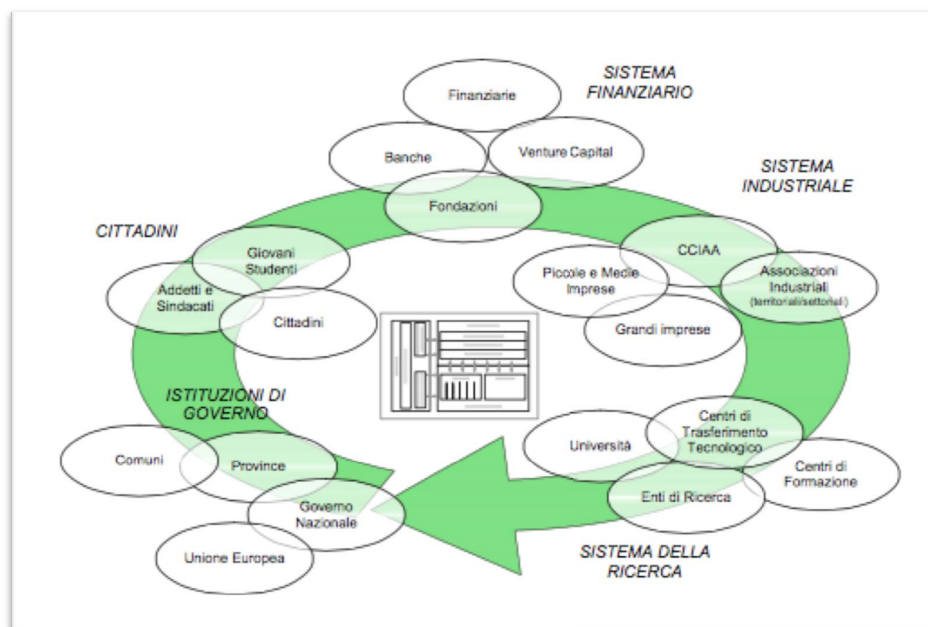 SISTEMA
FINANZIARIO
Finanziarie
Banche
Venture Capital
Fondazioni
SISTEMA
INDUSTRIALE
CCIAA
Piccole e Medie
Imprese
Associazioni
Industriali
(territoriali/settoriali)
Grandi imprese
CITTADINI
Giovani
Studenti
Addetti e
Sindacati
Cittadini
ISTITUZIONI DI
GOVERNO
Comuni
Province
Governo
Nazionale
Unione Europea
Università
Centri di
Trasferimento
Tecnologico
Centri di
Formazione
Enti di Ricerca
SISTEMA DELLA
RICERCA